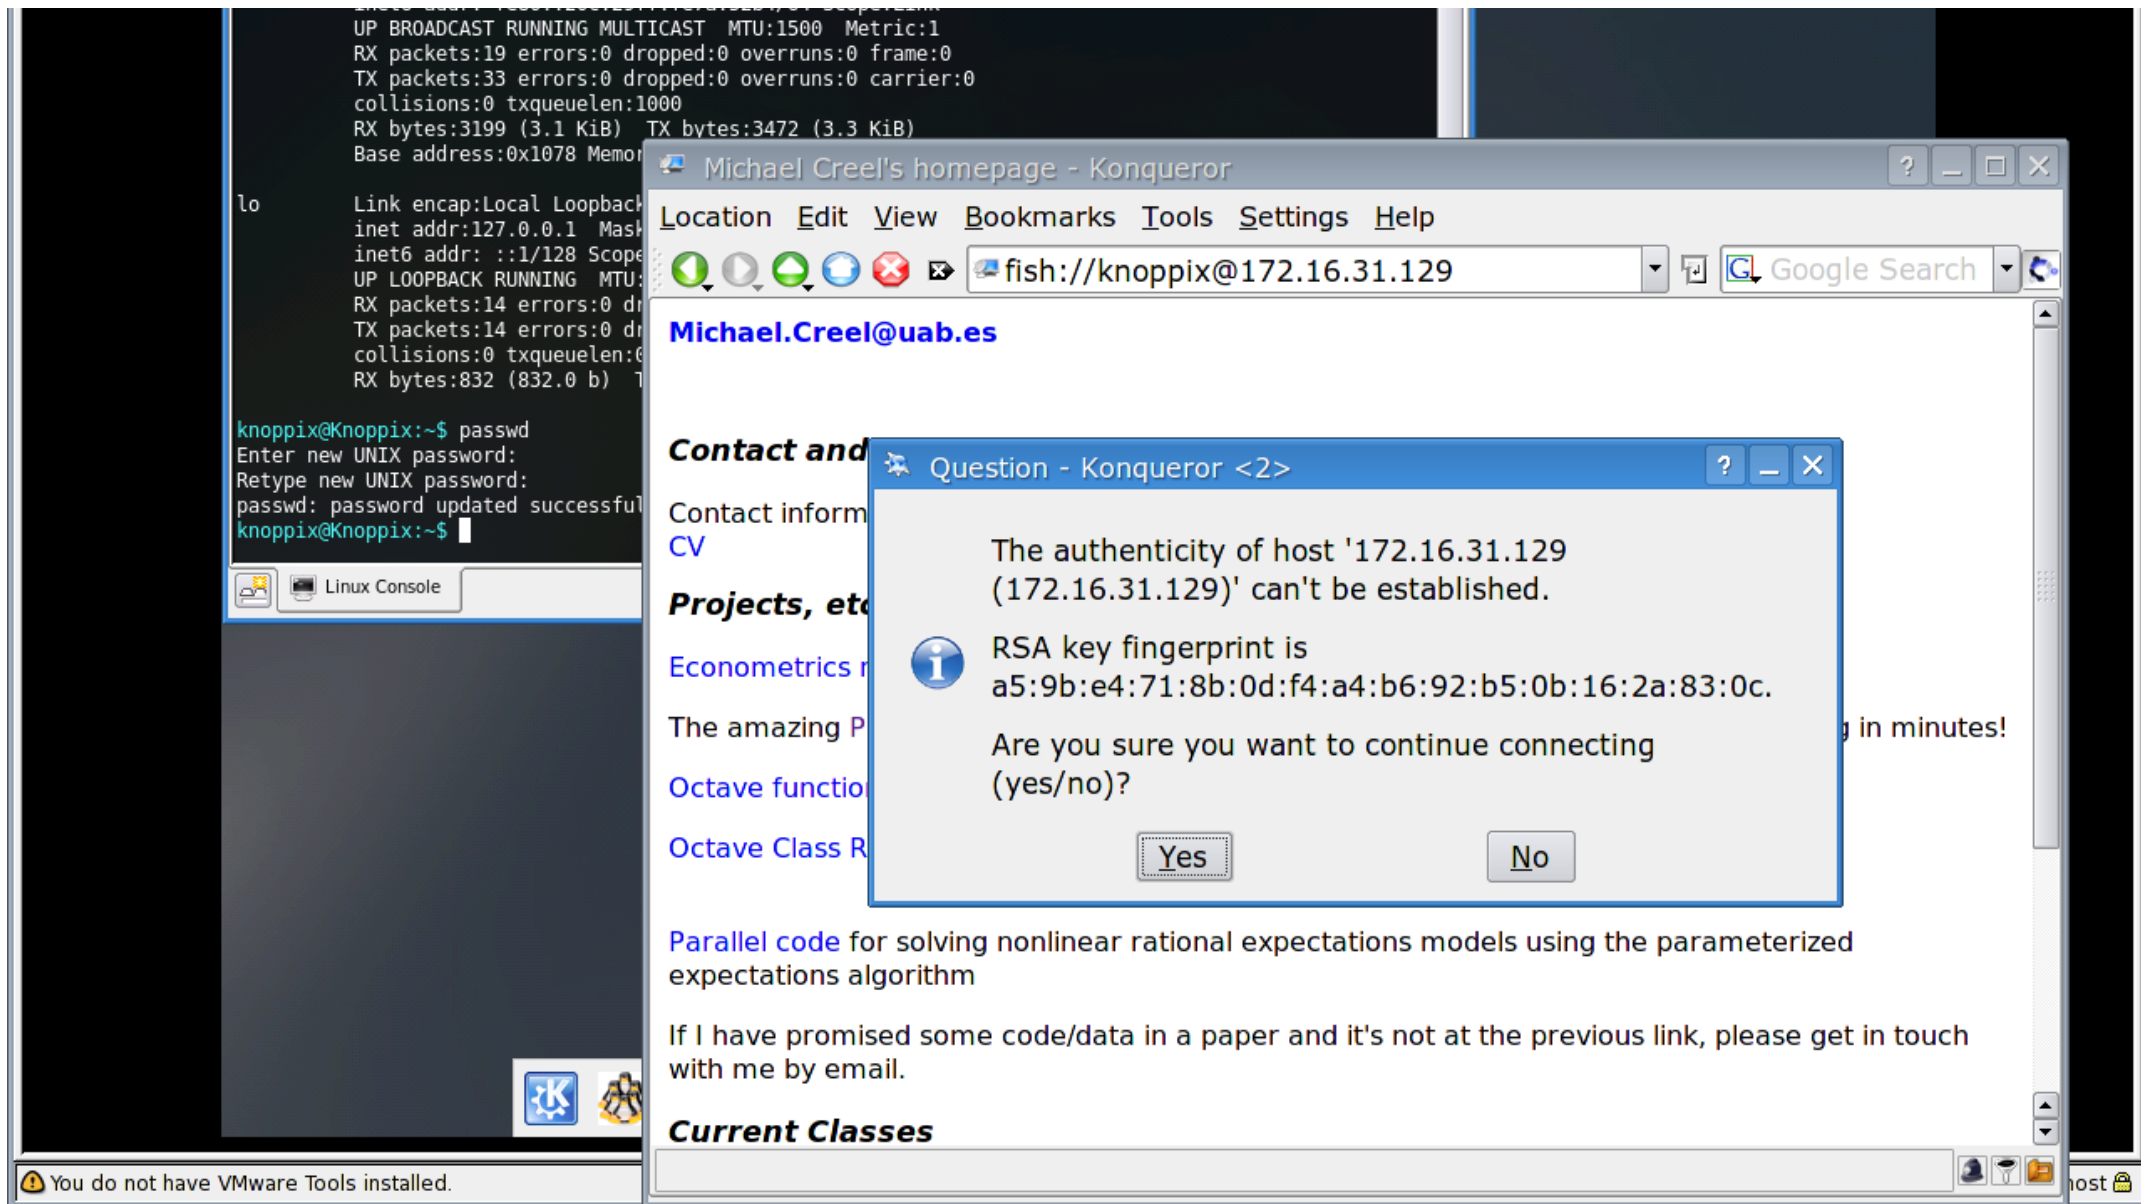 UP BROADCAST RUNNING MULTICAST  MTU:1500  Metric:1
RX packets:19 errors:0 dropped:0 overruns:0 frame:0
TX packets:33 errors:0 dropped:0 overruns:0 carrier:0
collisions:0 txqueuelen:1000
RX bytes:3199 (3.1 KiB)  TX bytes:3472 (3.3 KiB)
Base address:0x1078 Memor
lo Link encap:Local Loopback
inet addr:127.0.0.1  Mask
inet6 addr: ::1/128 Scope
UP LOOPBACK RUNNING  MTU:
RX packets:14 errors:0 dr
TX packets:14 errors:0 dr
collisions:0 txqueuelen:0
RX bytes:832 (832.0 b)  T
knoppix@Knoppix:~$ passwd
Enter new UNIX password:
Retype new UNIX password:
passwd: password updated successful
knoppix@Knoppix:~$
Linux Console
Michael Creel's homepage - Konqueror
Location Edit View Bookmarks Tools Settings Help
fish://knoppix@172.16.31.129
Google Search
Michael.Creel@uab.es
Contact and
Contact inform
CV
Projects, etc
Econometrics
The amazing P
g in minutes!
Octave function
Octave Class R
Question - Konqueror <2>
The authenticity of host '172.16.31.129
(172.16.31.129)' can't be established.
RSA key fingerprint is
a5:9b:e4:71:8b:0d:f4:a4:b6:92:b5:0b:16:2a:83:0c.
Are you sure you want to continue connecting
(yes/no)?
Yes
No
Parallel code for solving nonlinear rational expectations models using the parameterized
expectations algorithm
If I have promised some code/data in a paper and it's not at the previous link, please get in touch
with me by email.
Current Classes
You do not have VMware Tools installed.
host